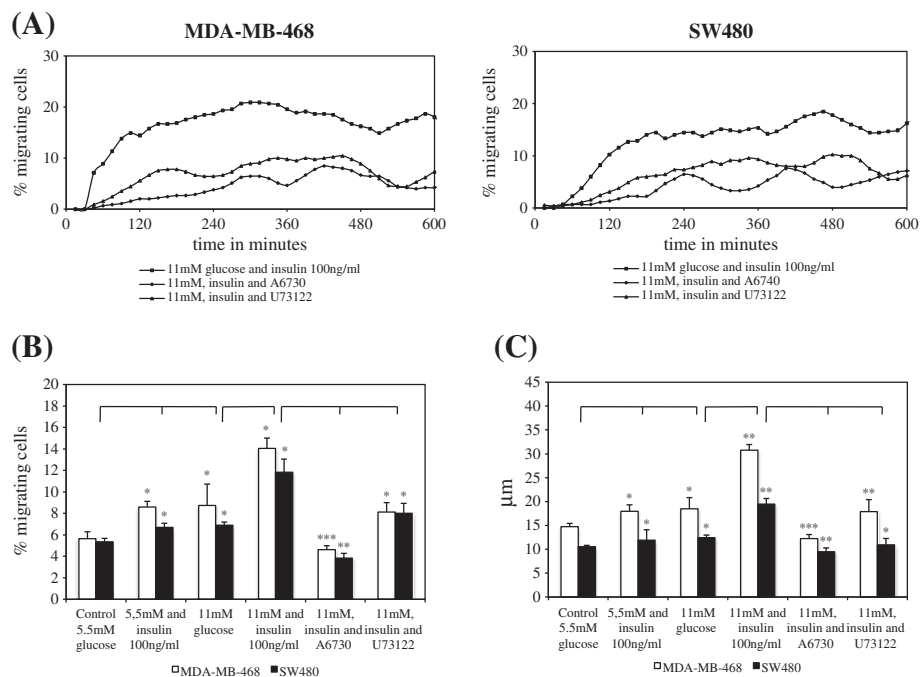 (A)
MDA-MB-468
% migrating cells
30
20
10
0
0 120 240 360 480 600
time in minutes
11mM glucose and insulin 100ng/ml
11mM, insulin and A6730
11mM, insulin and U73122
SW480
% migrating cells
30
20
10
0
0 120 240 360 480 600
time in minutes
11mM glucose and insulin 100ng/ml
11mM, insulin and A6740
11mM, insulin and U73122
(B)
% migrating cells
20
18
16
14
12
10
8
6
4
2
0
* * * * * * *** ** * *
Control
5.5mM
glucose
5,5mM and
insulin
100ng/ml
11mM
glucose
11mM and
insulin
100ng/ml
11mM,
insulin and
A6730
11mM,
insulin and
U73122
MDA-MB-468 SW480
(C)
µm
45
40
35
30
25
20
15
10
5
0
* * * * ** ** *** ** ** *
Control
5.5mM
glucose
5,5mM and
insulin
100ng/ml
11mM
glucose
11mM and
insulin
100ng/ml
11mM,
insulin and
A6730
11mM,
insulin and
U73122
MDA-MB-468 SW480